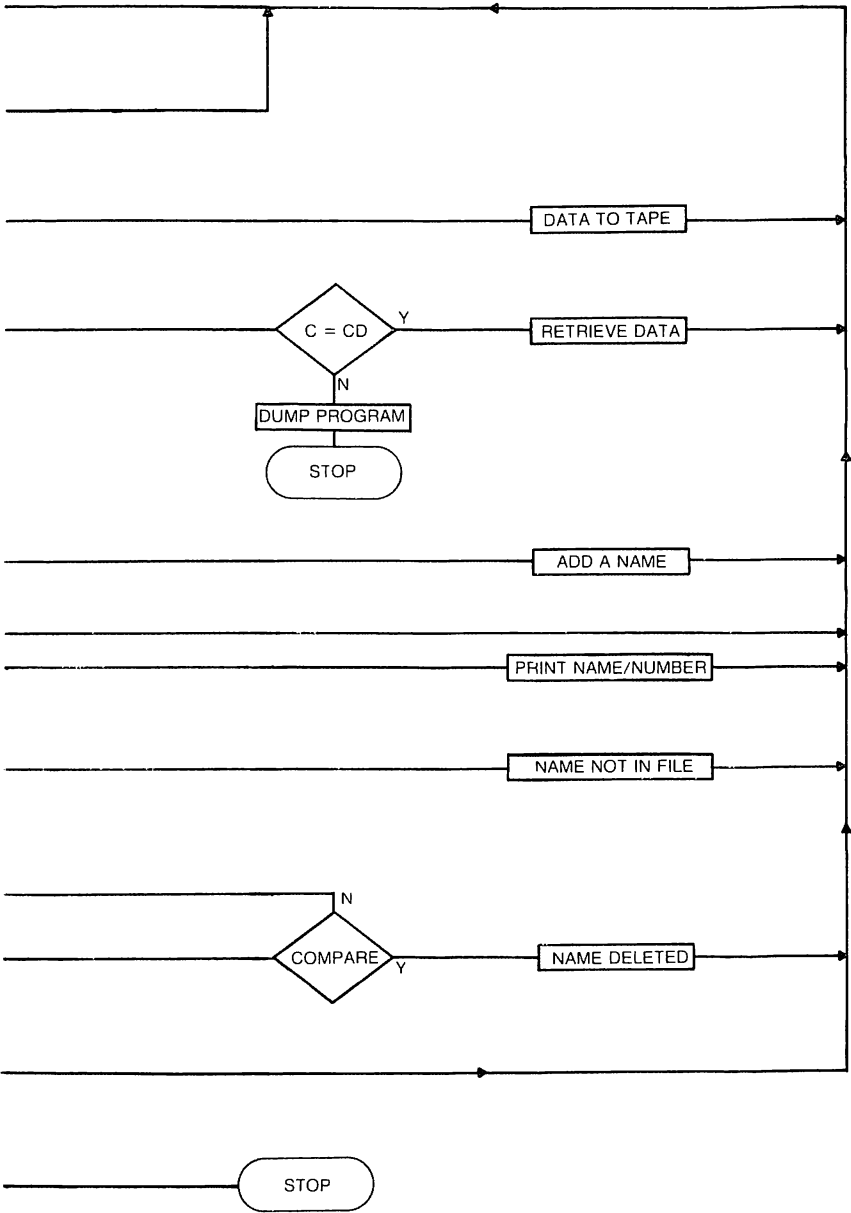 DATA TO TAPE
C = CD
Y
RETRIEVE DATA
N
DUMP PROGRAM
STOP
ADD A NAME
PRINT NAME/NUMBER
NAME NOT IN FILE
N
COMPARE
Y
NAME DELETED
STOP